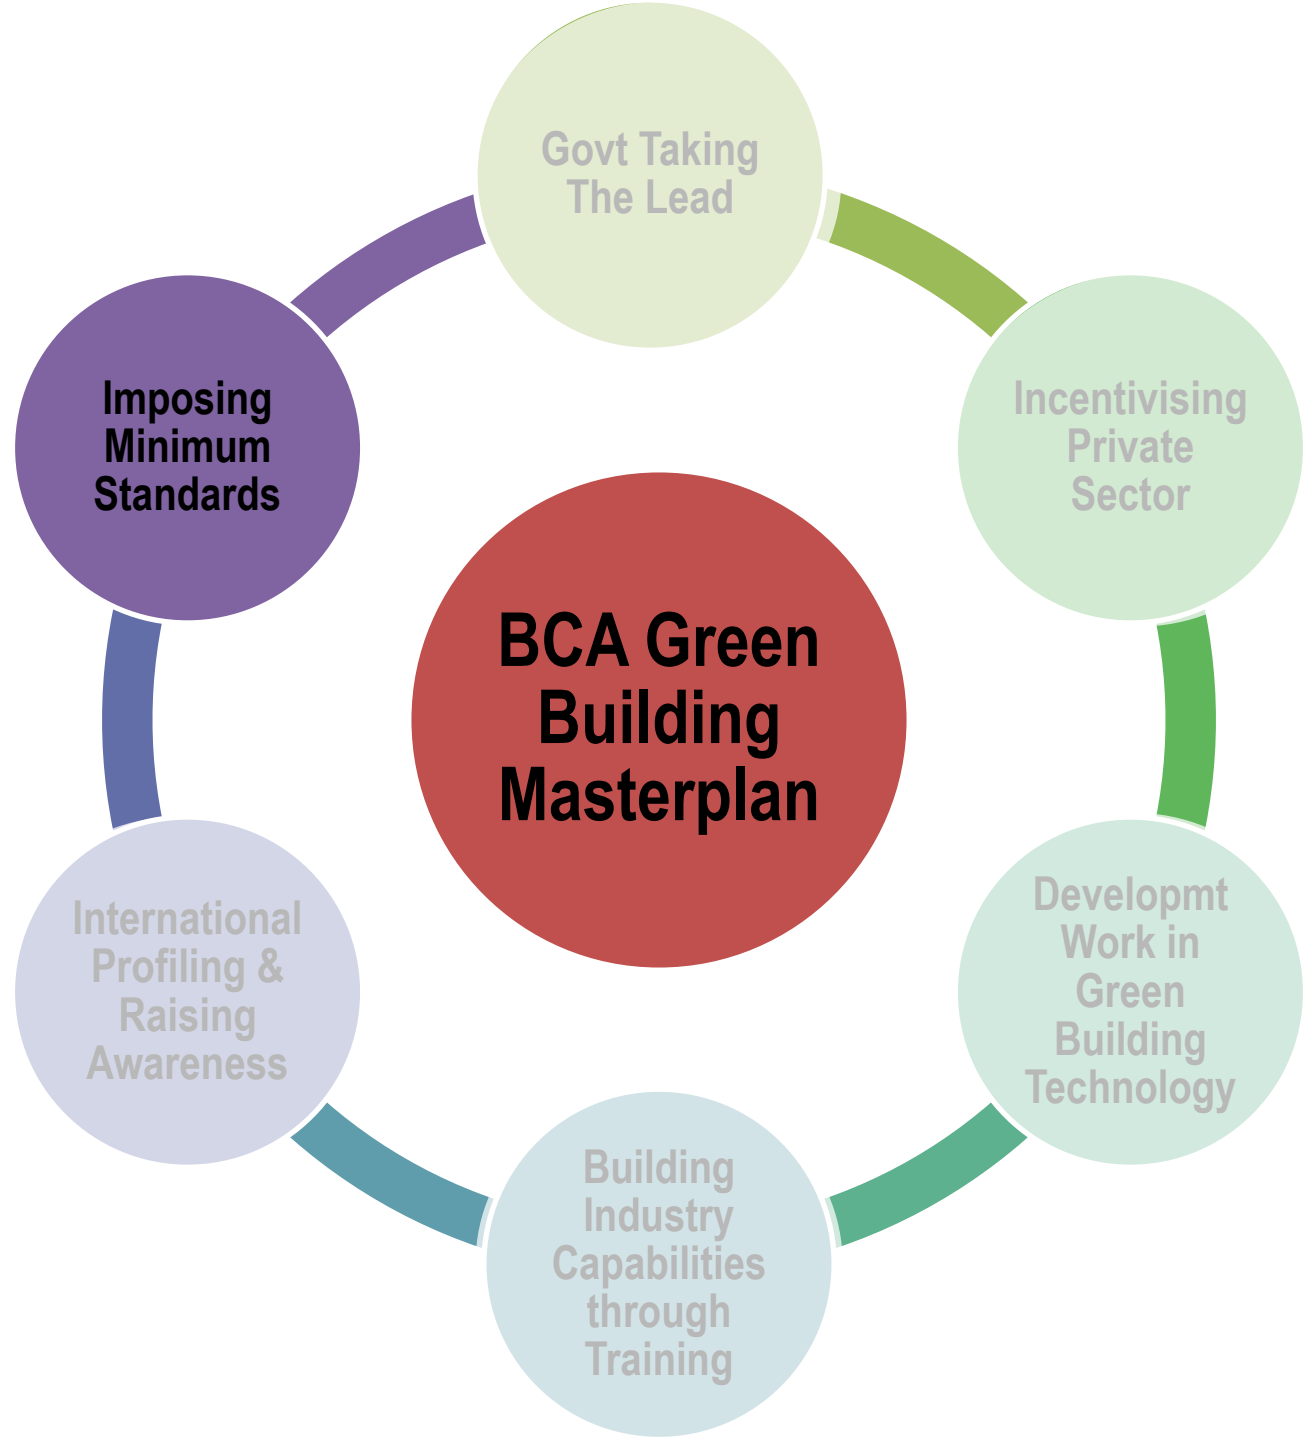 Govt Taking
The Lead
Imposing
Minimum
Standards
Incentivising
Private
Sector
BCA Green
Building
Masterplan
International
Profiling &
Raising
Awareness
Developmt
Work in
Green
Building
Technology
Building
Industry
Capabilities
through
Training